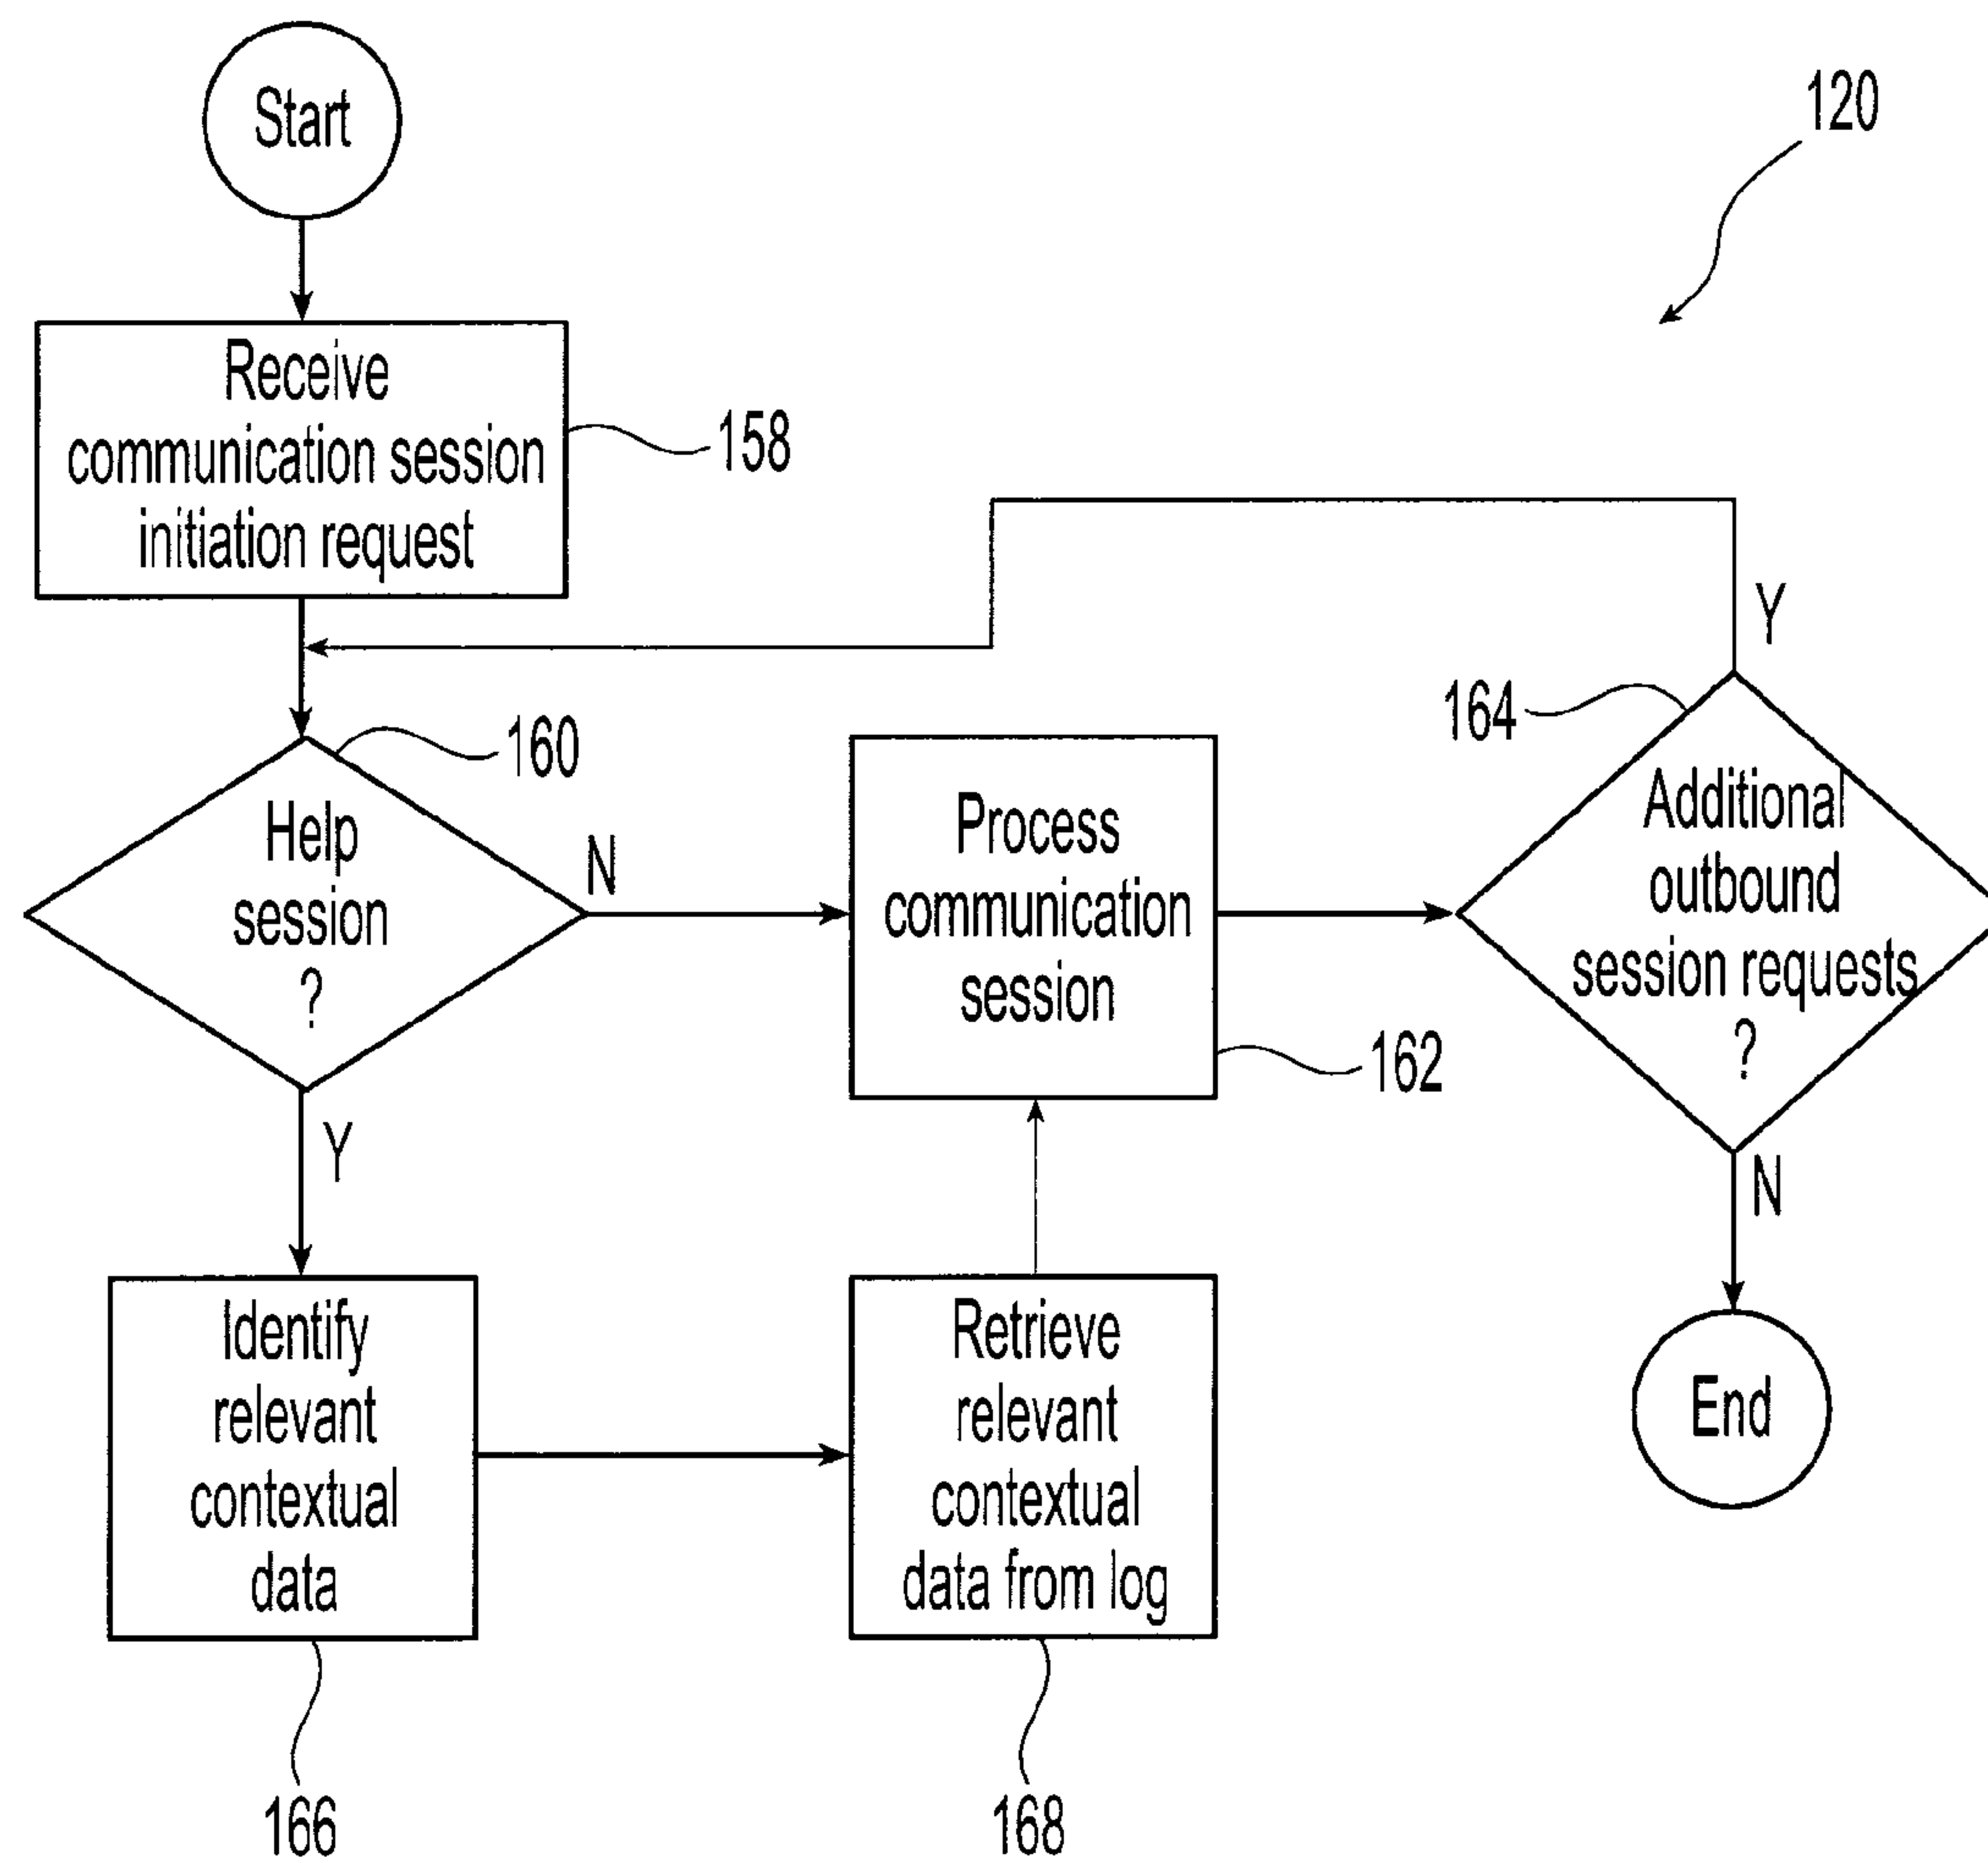 Start
120
Receive
communication session
initiation request
158
Y
160
164
Help
session
?
N
Process
communication
session
162
Additional
outbound
session requests
?
Y
N
Identify
relevant
contextual
data
Retrieve
relevant
contextual
data from log
End
166
168